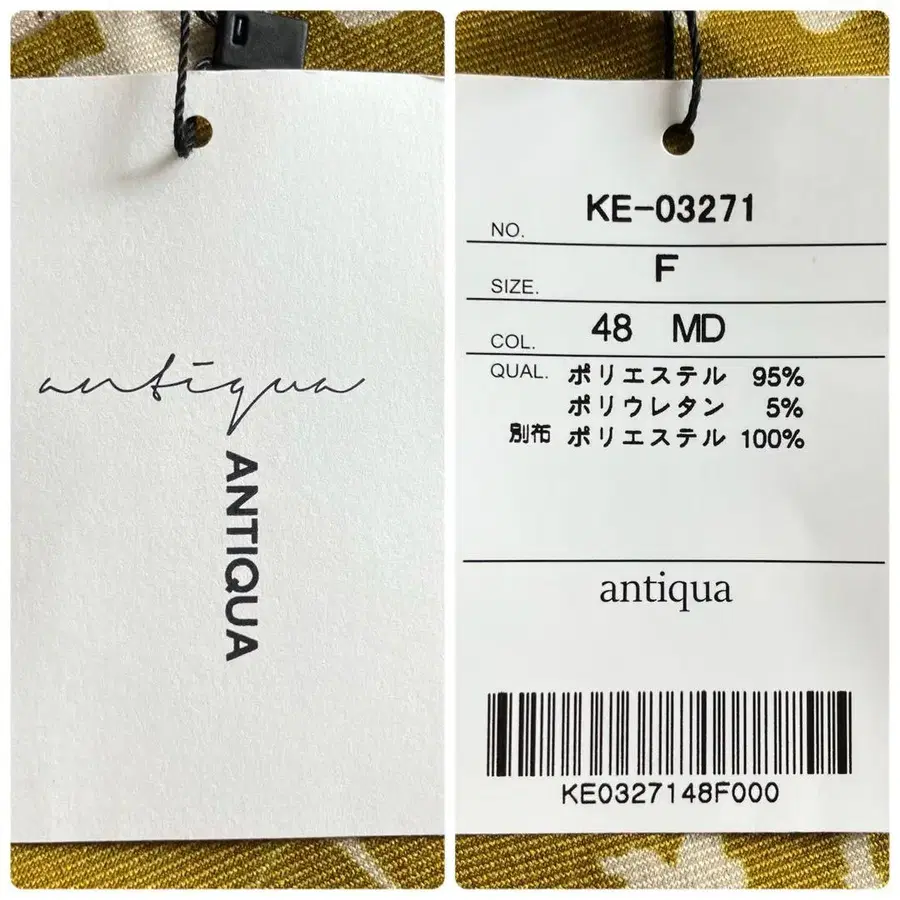 antiqua
ANTIQUA
NO. KE-03271
SIZE. F
COL. 48 MD
QUAL. ポリエステル 95%
ポリウレタン 5%
別布 ポリエステル 100%
antiqua
KE0327148F000